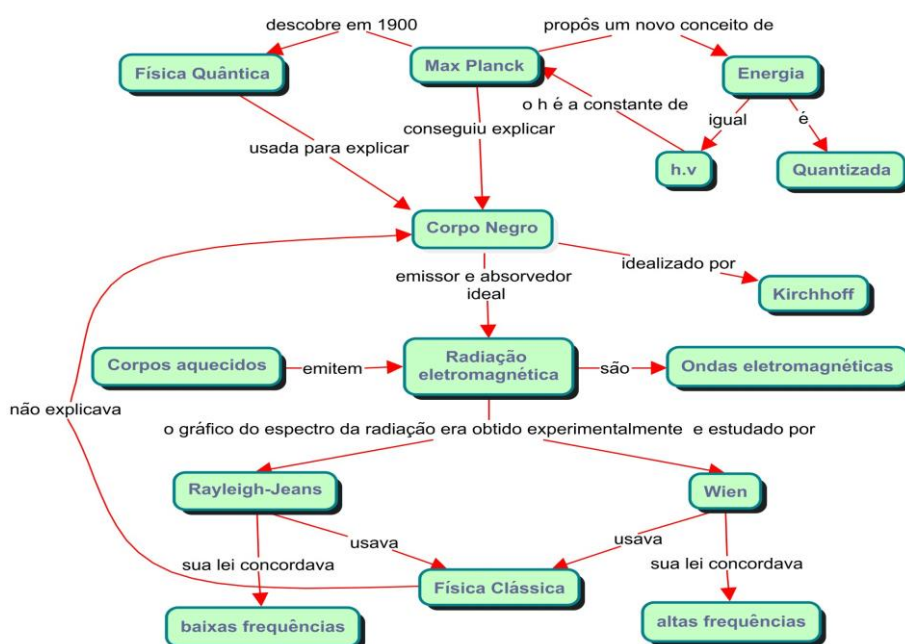 descobre em 1900
propôs um novo conceito de
Física Quântica
Max Planck
Energia
o h é a constante de
igual
é
conseguiu explicar
usada para explicar
h.v
Quantizada
Corpo Negro
idealizado por
emissor e absorvedor
ideal
Kirchhoff
Corpos aquecidos
emitem
Radiação
eletromagnética
são
Ondas eletromagnéticas
não explicava
o gráfico do espectro da radiação era obtido experimentalmente e estudado por
Rayleigh-Jeans
Wien
usava
usava
sua lei concordava
sua lei concordava
Física Clássica
baixas frequências
altas frequências